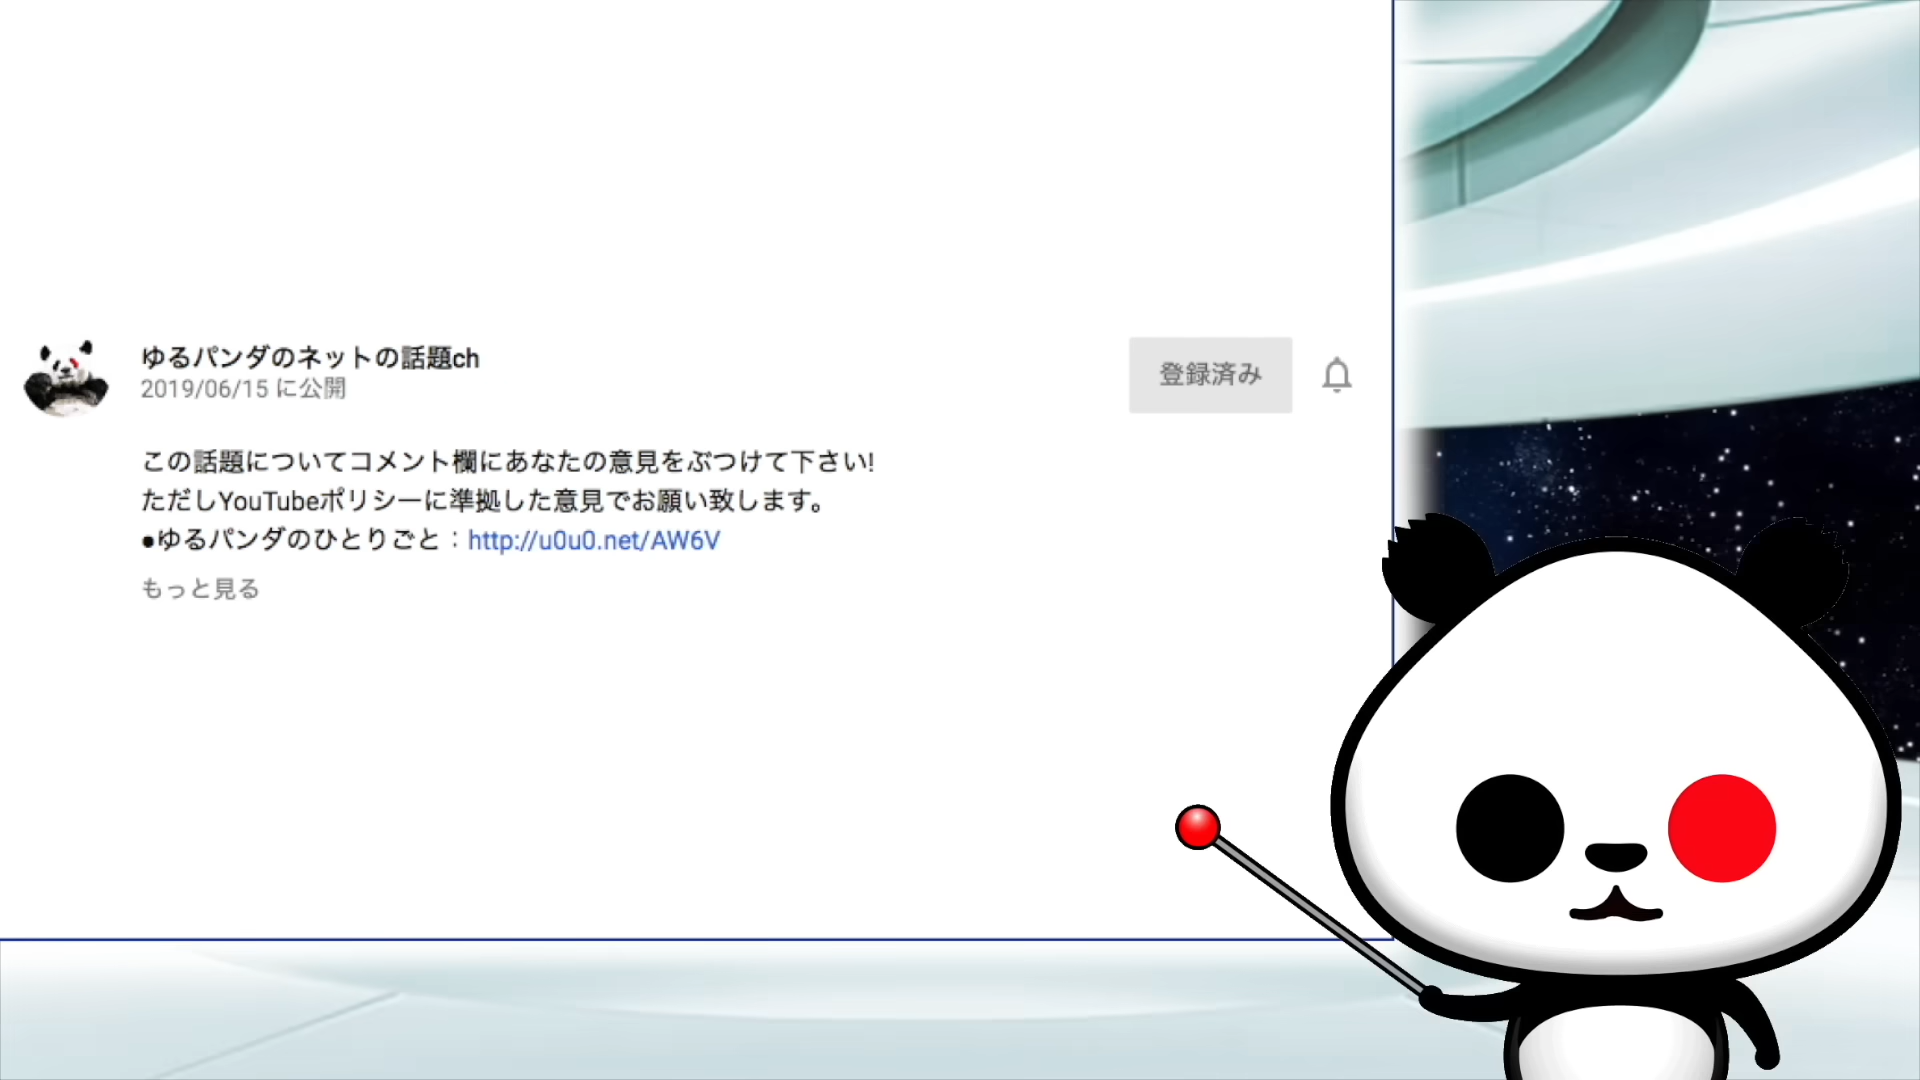 ゆるパンダのネットの話題ch
2019/06/15 に公開
登録済み
この話題についてコメント欄にあなたの意見をぶつけて下さい!
ただしYouTubeポリシーに準拠した意見でお願い致します。
●ゆるパンダのひとりごと：http://u0u0.net/AW6V
もっと見る